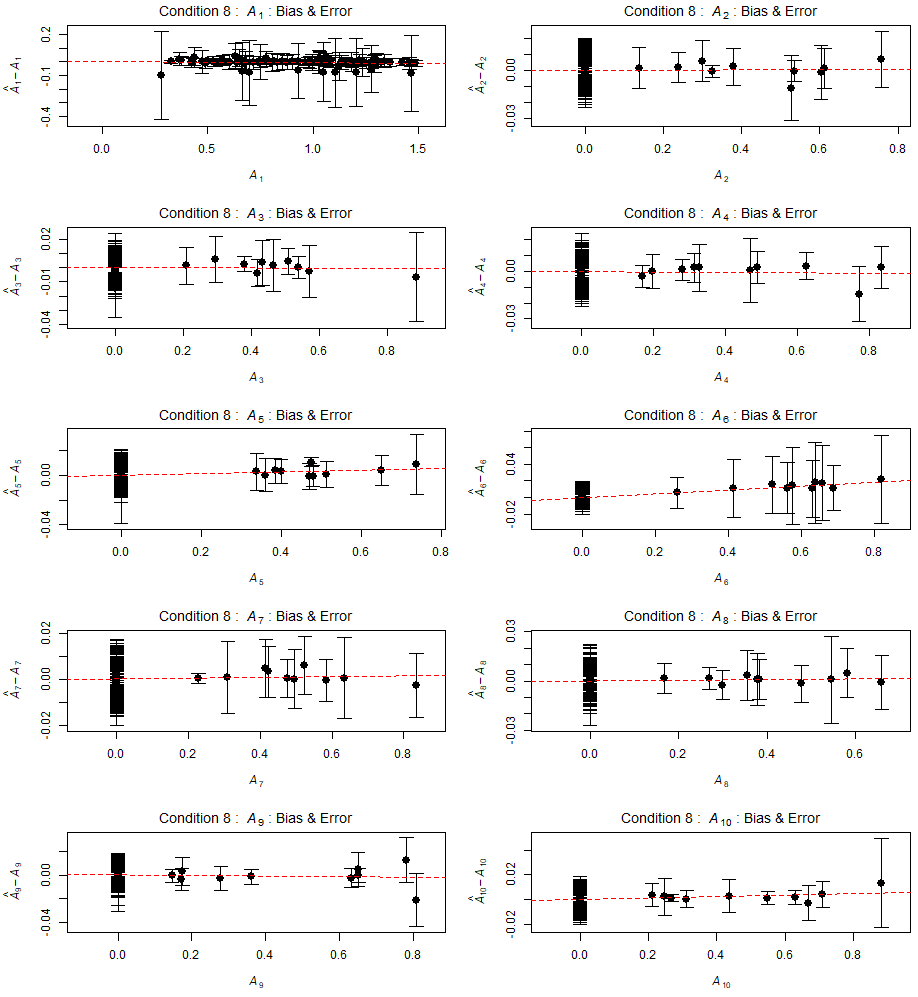 Condition 8 : A1 : Bias & Error
Â1 − A1
0.2
-0.1
-0.4
0.0 0.5 1.0 1.5
A1
Condition 8 : A2 : Bias & Error
Â2 − A2
0.00
-0.03
0.0 0.2 0.4 0.6 0.8
A2
Condition 8 : A3 : Bias & Error
Â3 − A3
0.02
-0.01
-0.04
0.0 0.2 0.4 0.6 0.8
A3
Condition 8 : A4 : Bias & Error
Â4 − A4
0.00
-0.03
0.0 0.2 0.4 0.6 0.8
A4
Condition 8 : A5 : Bias & Error
Â5 − A5
0.00
-0.04
0.0 0.2 0.4 0.6 0.8
A5
Condition 8 : A6 : Bias & Error
Â6 − A6
0.04
-0.02
0.0 0.2 0.4 0.6 0.8
A6
Condition 8 : A7 : Bias & Error
Â7 − A7
0.02
0.00
-0.02
0.0 0.2 0.4 0.6 0.8
A7
Condition 8 : A8 : Bias & Error
Â8 − A8
0.03
0.00
-0.03
0.0 0.2 0.4 0.6
A8
Condition 8 : A9 : Bias & Error
Â9 − A9
0.00
-0.04
0.0 0.2 0.4 0.6 0.8
A9
Condition 8 : A10 : Bias & Error
Â10 − A10
0.02
-0.02
0.0 0.2 0.4 0.6 0.8
A10